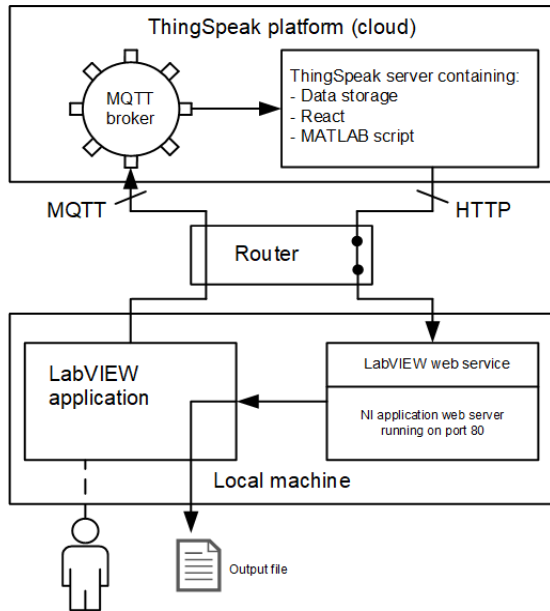 ThingSpeak platform (cloud)
MQTT
broker
ThingSpeak server containing:
- Data storage
- React
- MATLAB script
MQTT
HTTP
Router
LabVIEW
application
LabVIEW web service
NI application web server
running on port 80
Local machine
Output file